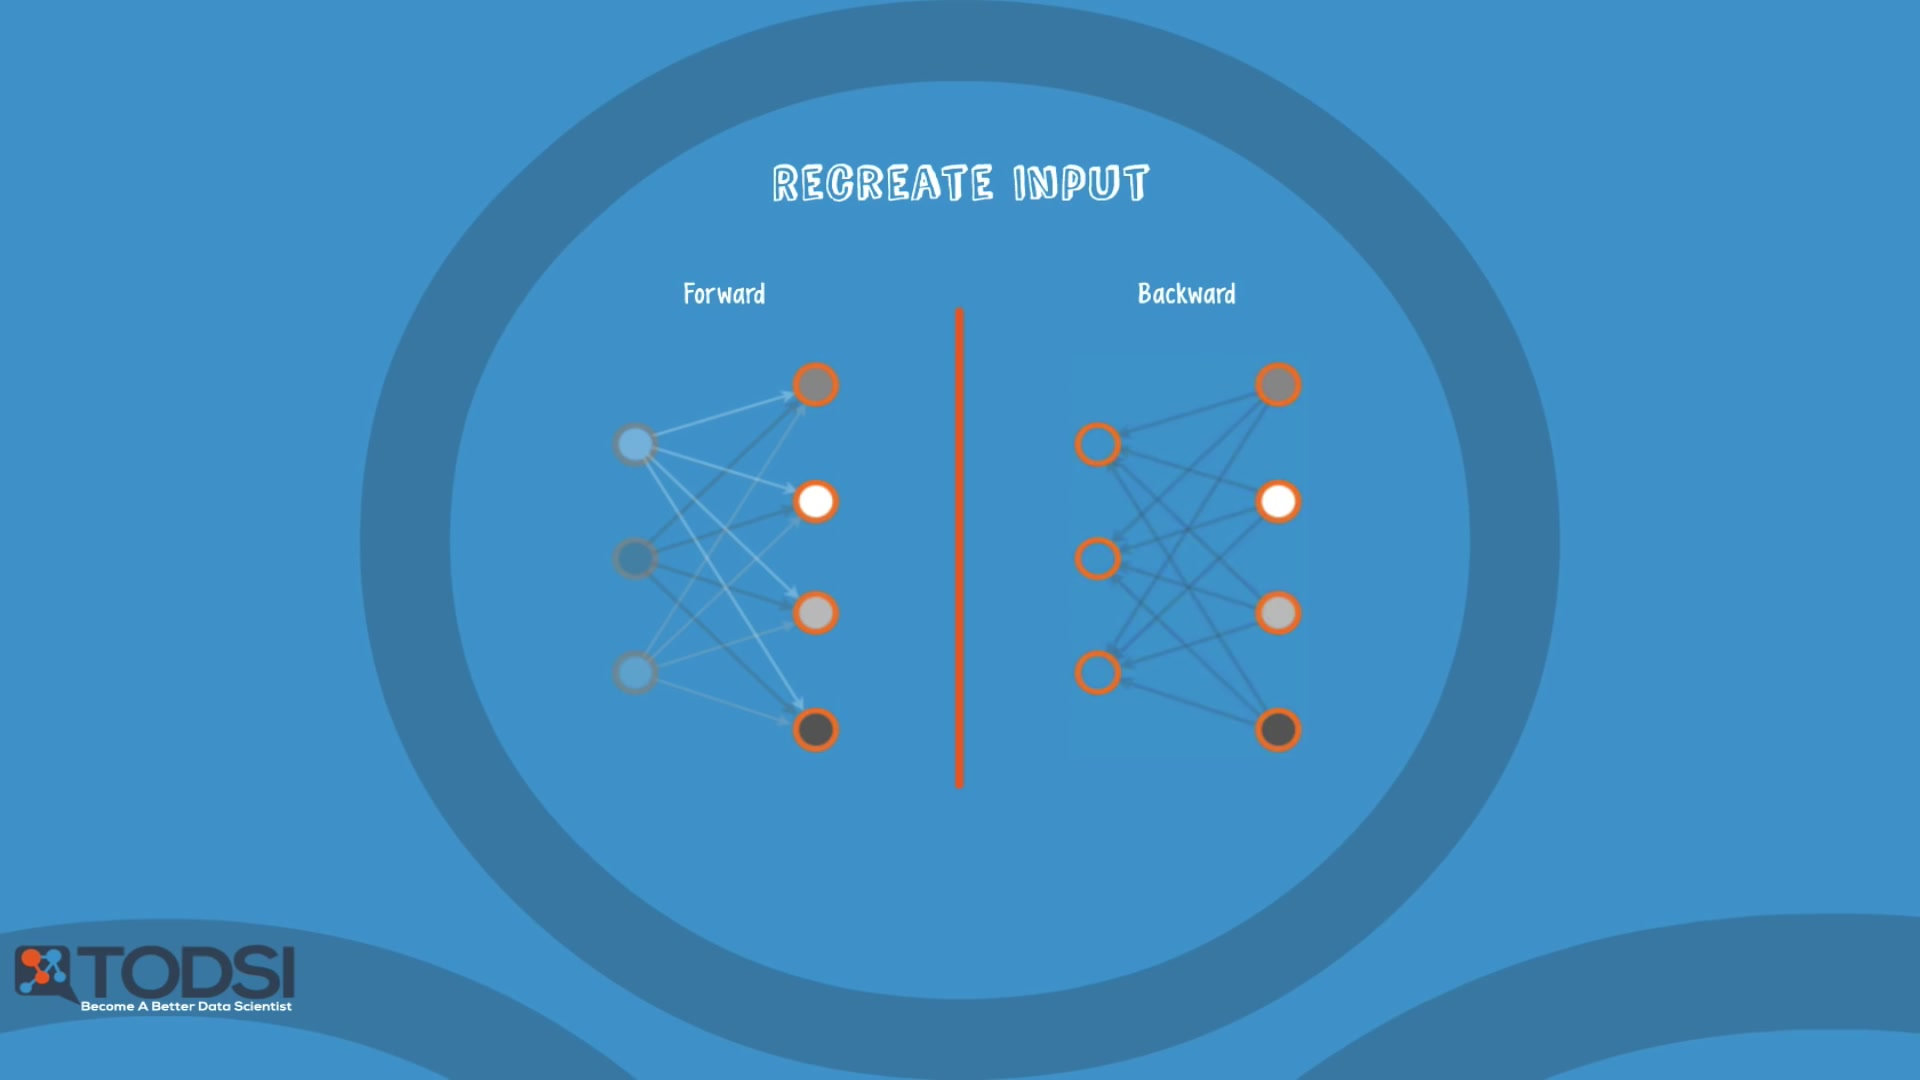 RECREATE INPUT
Forward
Backward
TODSI
Become A Better Data Scientist